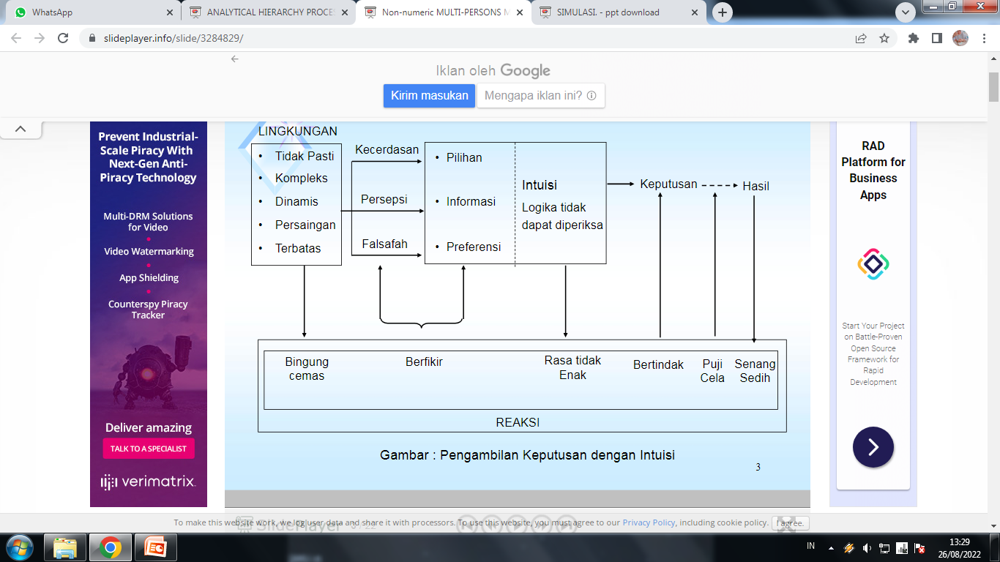 WhatsApp
ANALYTICAL HIERARCHY PROCE
Non-numeric MULTI-PERSONS M
SIMULASI. - ppt download
slideplayer.info/slide/3284829/
Iklan oleh Google
Kirim masukan
Mengapa iklan ini?
Prevent Industrial-
Scale Piracy With
Next-Gen Anti-
Piracy Technology
Multi-DRM Solutions
for Video
Video Watermarking
App Shielding
Counterspy Piracy
Tracker
Deliver amazing
TALK TO A SPECIALIST
verimatrix
LINGKUNGAN
• Tidak Pasti
• Kompleks
• Dinamis
• Persaingan
• Terbatas
Kecerdasan
Persepsi
Falsafah
• Pilihan
• Informasi
• Preferensi
Intuisi
Logika tidak
dapat diperiksa
Keputusan
Hasil
Bingung
cemas
Berfikir
Rasa tidak
Enak
Bertindak
Puji
Cela
Senang
Sedih
REAKSI
Gambar : Pengambilan Keputusan dengan Intuisi
3
RAD
Platform for
Business
Apps
Start Your Project
on Battle-Proven
Open Source
Framework for
Rapid
Development
SlidePlayer
To make this website work, we log user data and share it with processors. To use this website, you must agree to our Privacy Policy, including cookie policy.
I agree.
IN
13:29
26/08/2022